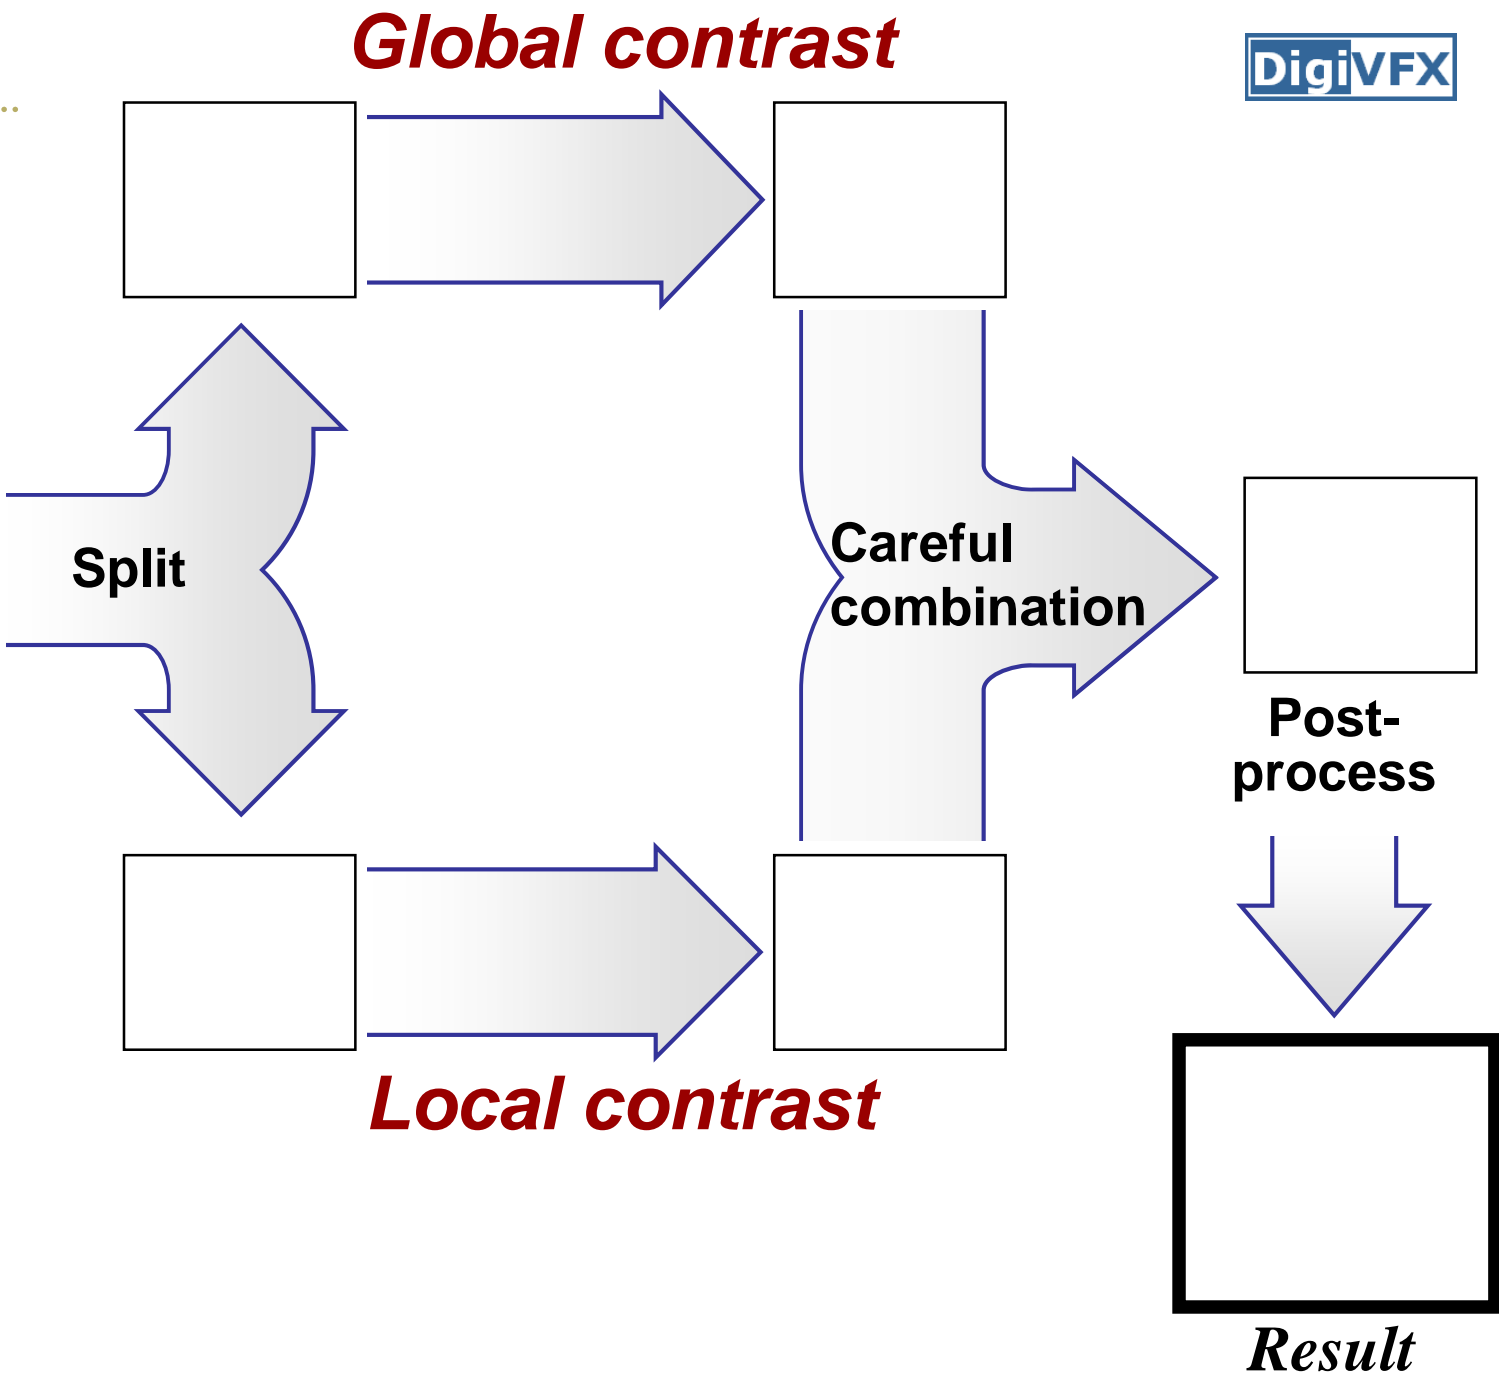 Global contrast
DigiVFX
Split
Careful
combination
Post-
process
Local contrast
Result